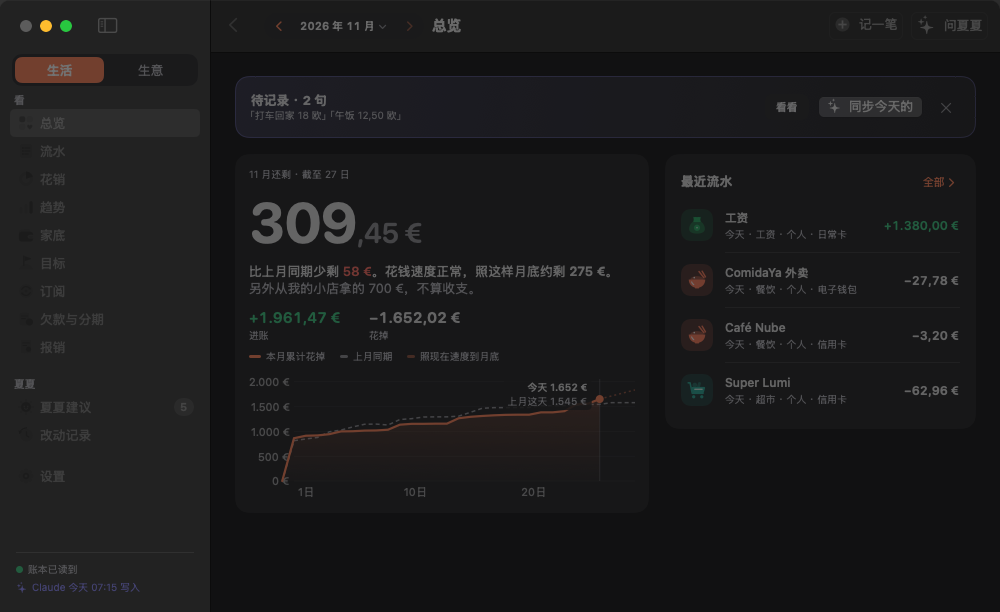 生活
生意
看
总览
流水
花销
趋势
家底
目标
订阅
欠款与分期
报销
夏夏
夏夏建议
5
改动记录
设置
账本已读到
Claude 今天 07:15 写入
2026 年 11 月
总览
记一笔
问夏夏
待记录 · 2 句
「打车回家 18 欧」「午饭 12,50 欧」
看看
同步今天的
11 月还剩 · 截至 27 日
309,45 €
比上月同期少剩 58 €。花钱速度正常，照这样月底约剩 275 €。
另外从我的小店拿的 700 €，不算收支。
+1.961,47 €
−1.652,02 €
进账
花掉
本月累计花掉
上月同期
照现在速度到月底
2.000 €
1.500 €
1.000 €
500 €
0 €
今天 1.652 €
上月这天 1.545 €
1日
10日
20日
最近流水
全部
工资
今天 · 工资 · 个人 · 日常卡
+1.380,00 €
ComidaYa 外卖
今天 · 餐饮 · 个人 · 电子钱包
−27,78 €
Café Nube
今天 · 餐饮 · 个人 · 信用卡
−3,20 €
Super Lumi
今天 · 超市 · 个人 · 信用卡
−62,96 €